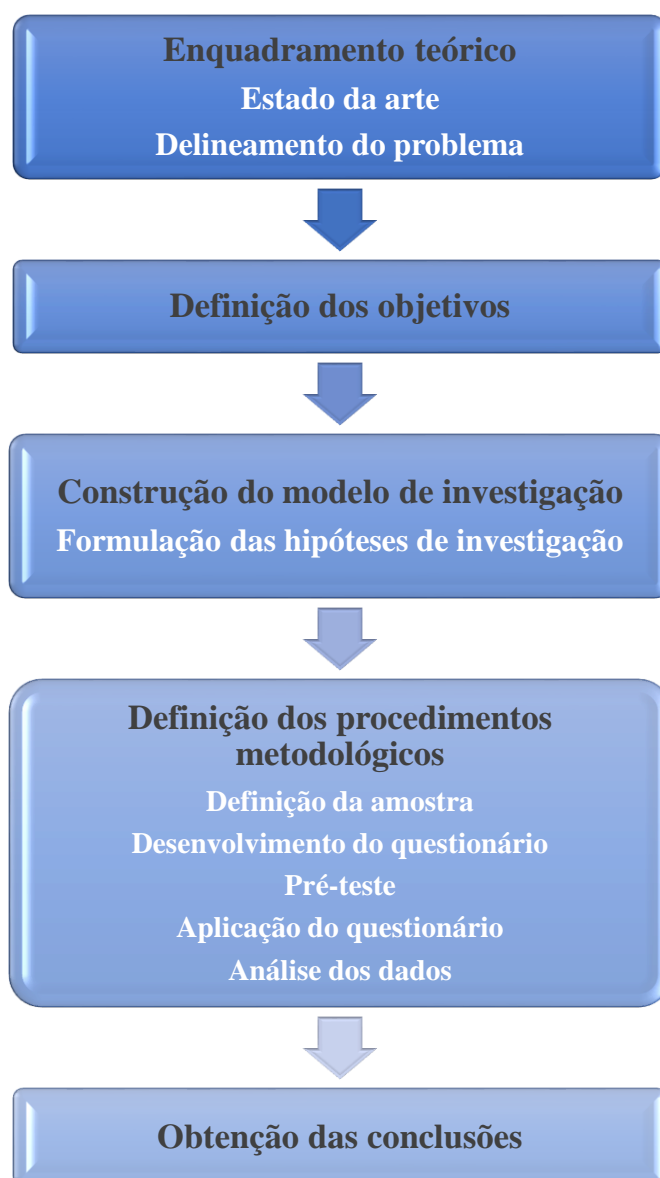 Enquadramento teórico
Estado da arte
Delineamento do problema
Definição dos objetivos
Construção do modelo de investigação
Formulação das hipóteses de investigação
Definição dos procedimentos
metodológicos
Definição da amostra
Desenvolvimento do questionário
Pré-teste
Aplicação do questionário
Análise dos dados
Obtenção das conclusões